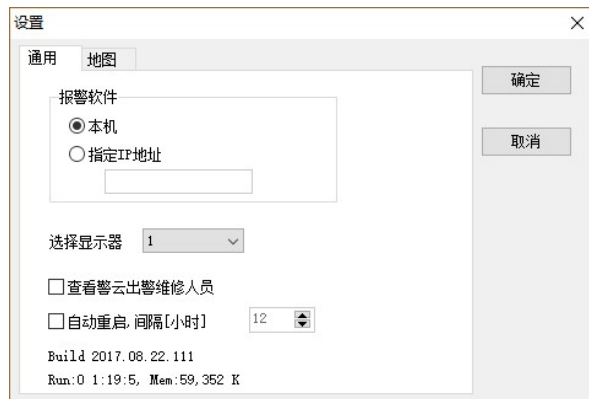 设置
通用 地图
确定
报警软件
本机
取消
指定IP地址
选择显示器 1
查看警云出警维修人员
自动重启,间隔[小时] 12
Build 2017.08.22.111
Run:0 1:19:5, Mem:59,352 K